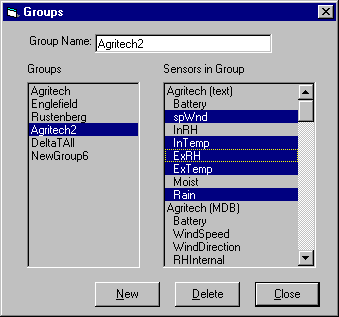 Groups
Group Name: Agritech2
Groups
Agritech
Englefield
Rustenberg
Agritech2
DeltaTAll
NewGroup6
Sensors in Group
Agritech (text)
Battery
spWnd
InRH
InTemp
ExRH
ExTemp
Moist
Rain
Agritech (MDB)
Battery
WindSpeed
WindDirection
RHInternal
New
Delete
Close